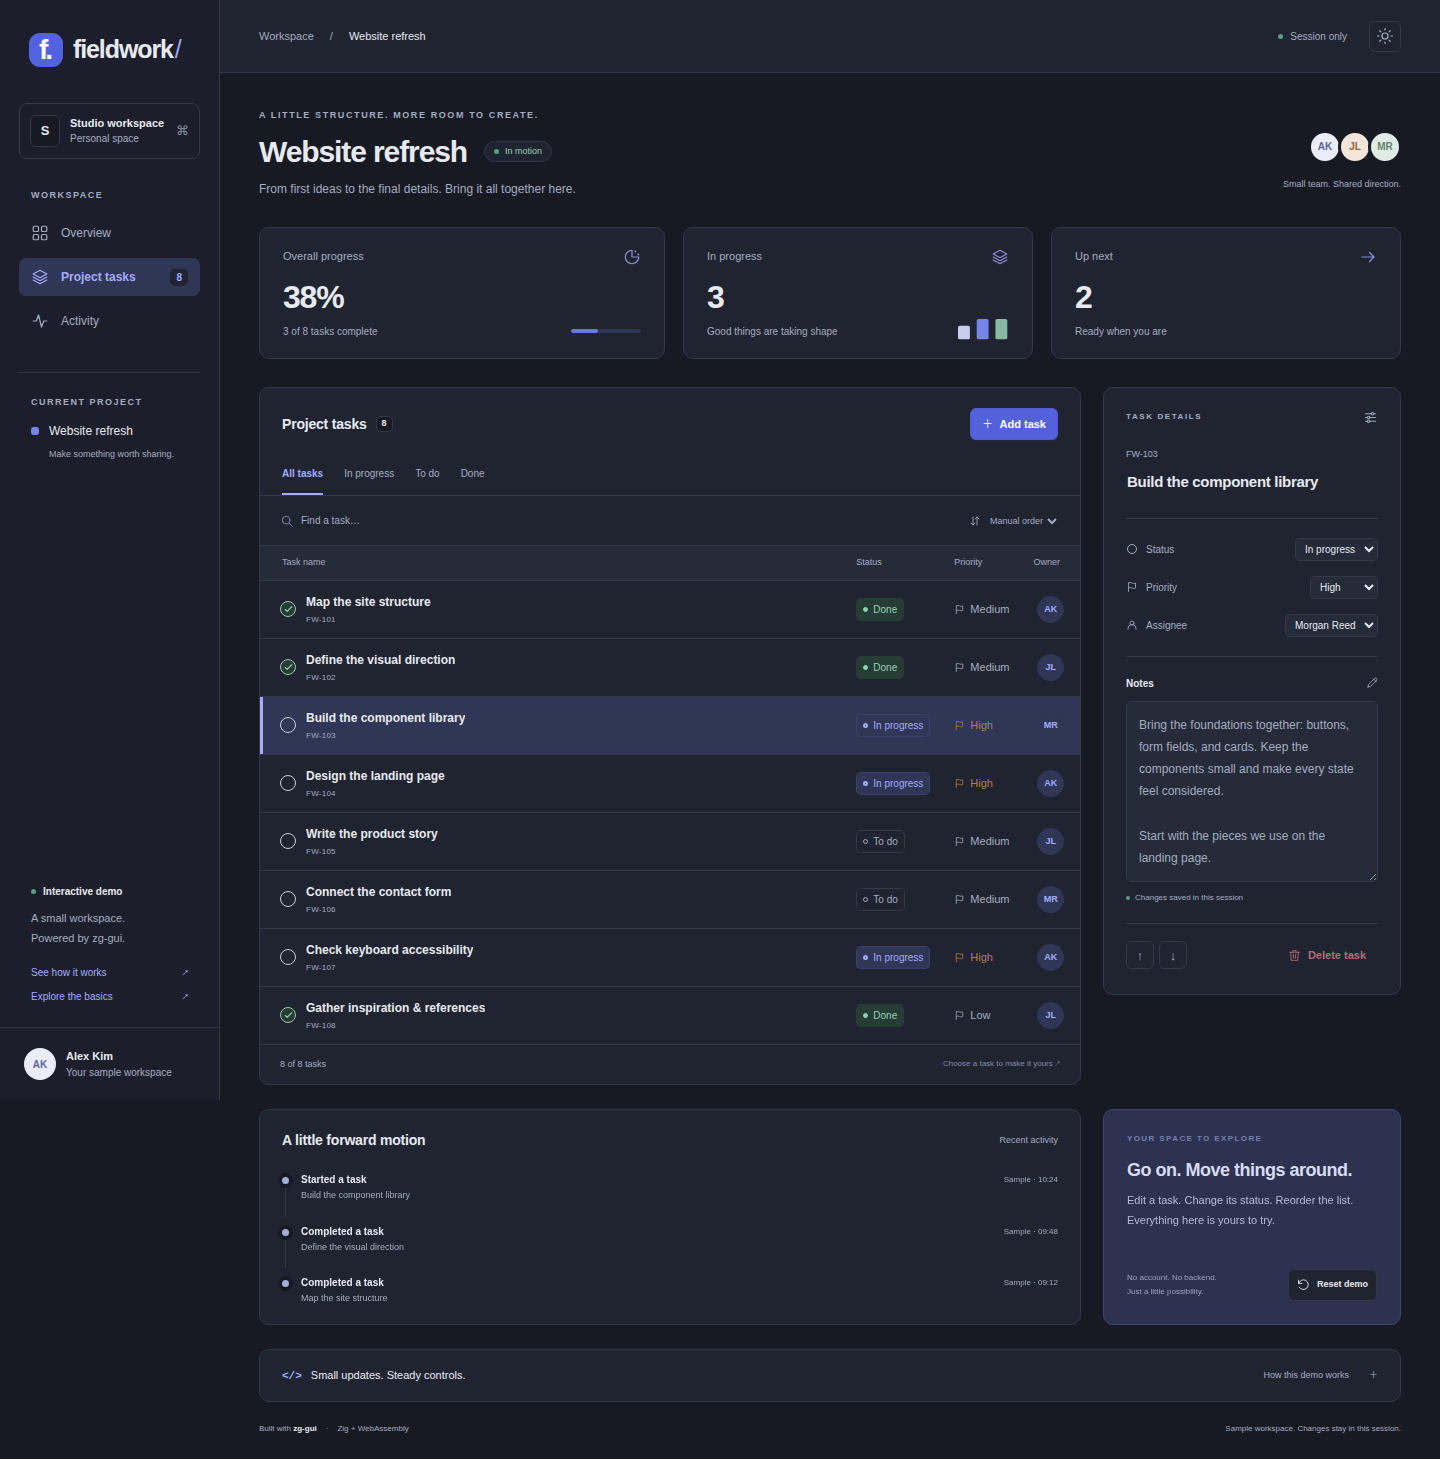 f. fieldwork/
S
Studio workspace
Personal space
⌘
WORKSPACE
Overview
Project tasks 8
Activity
CURRENT PROJECT
Website refresh
Make something worth sharing.
Interactive demo
A small workspace.
Powered by zg-gui.
See how it works ↗
Explore the basics ↗
AK
Alex Kim
Your sample workspace
Workspace / Website refresh
Session only
A LITTLE STRUCTURE. MORE ROOM TO CREATE.
Website refresh In motion
From first ideas to the final details. Bring it all together here.
AK JL MR
Small team. Shared direction.
Overall progress
38%
3 of 8 tasks complete
In progress
3
Good things are taking shape
Up next
2
Ready when you are
Project tasks 8
+ Add task
All tasks In progress To do Done
Find a task…
Manual order
Task name Status Priority Owner
Map the site structure
FW-101
Done Medium AK
Define the visual direction
FW-102
Done Medium JL
Build the component library
FW-103
In progress High MR
Design the landing page
FW-104
In progress High AK
Write the product story
FW-105
To do Medium JL
Connect the contact form
FW-106
To do Medium MR
Check keyboard accessibility
FW-107
In progress High AK
Gather inspiration & references
FW-108
Done Low JL
8 of 8 tasks
Choose a task to make it yours ↗
TASK DETAILS
FW-103
Build the component library
Status In progress
Priority High
Assignee Morgan Reed
Notes
Bring the foundations together: buttons,
form fields, and cards. Keep the
components small and make every state
feel considered.
Start with the pieces we use on the
landing page.
Changes saved in this session
↑ ↓ Delete task
A little forward motion
Recent activity
Started a task
Build the component library
Sample · 10:24
Completed a task
Define the visual direction
Sample · 09:48
Completed a task
Map the site structure
Sample · 09:12
YOUR SPACE TO EXPLORE
Go on. Move things around.
Edit a task. Change its status. Reorder the list.
Everything here is yours to try.
No account. No backend.
Just a little possibility.
Reset demo
</> Small updates. Steady controls.
How this demo works +
Built with zg-gui · Zig + WebAssembly
Sample workspace. Changes stay in this session.